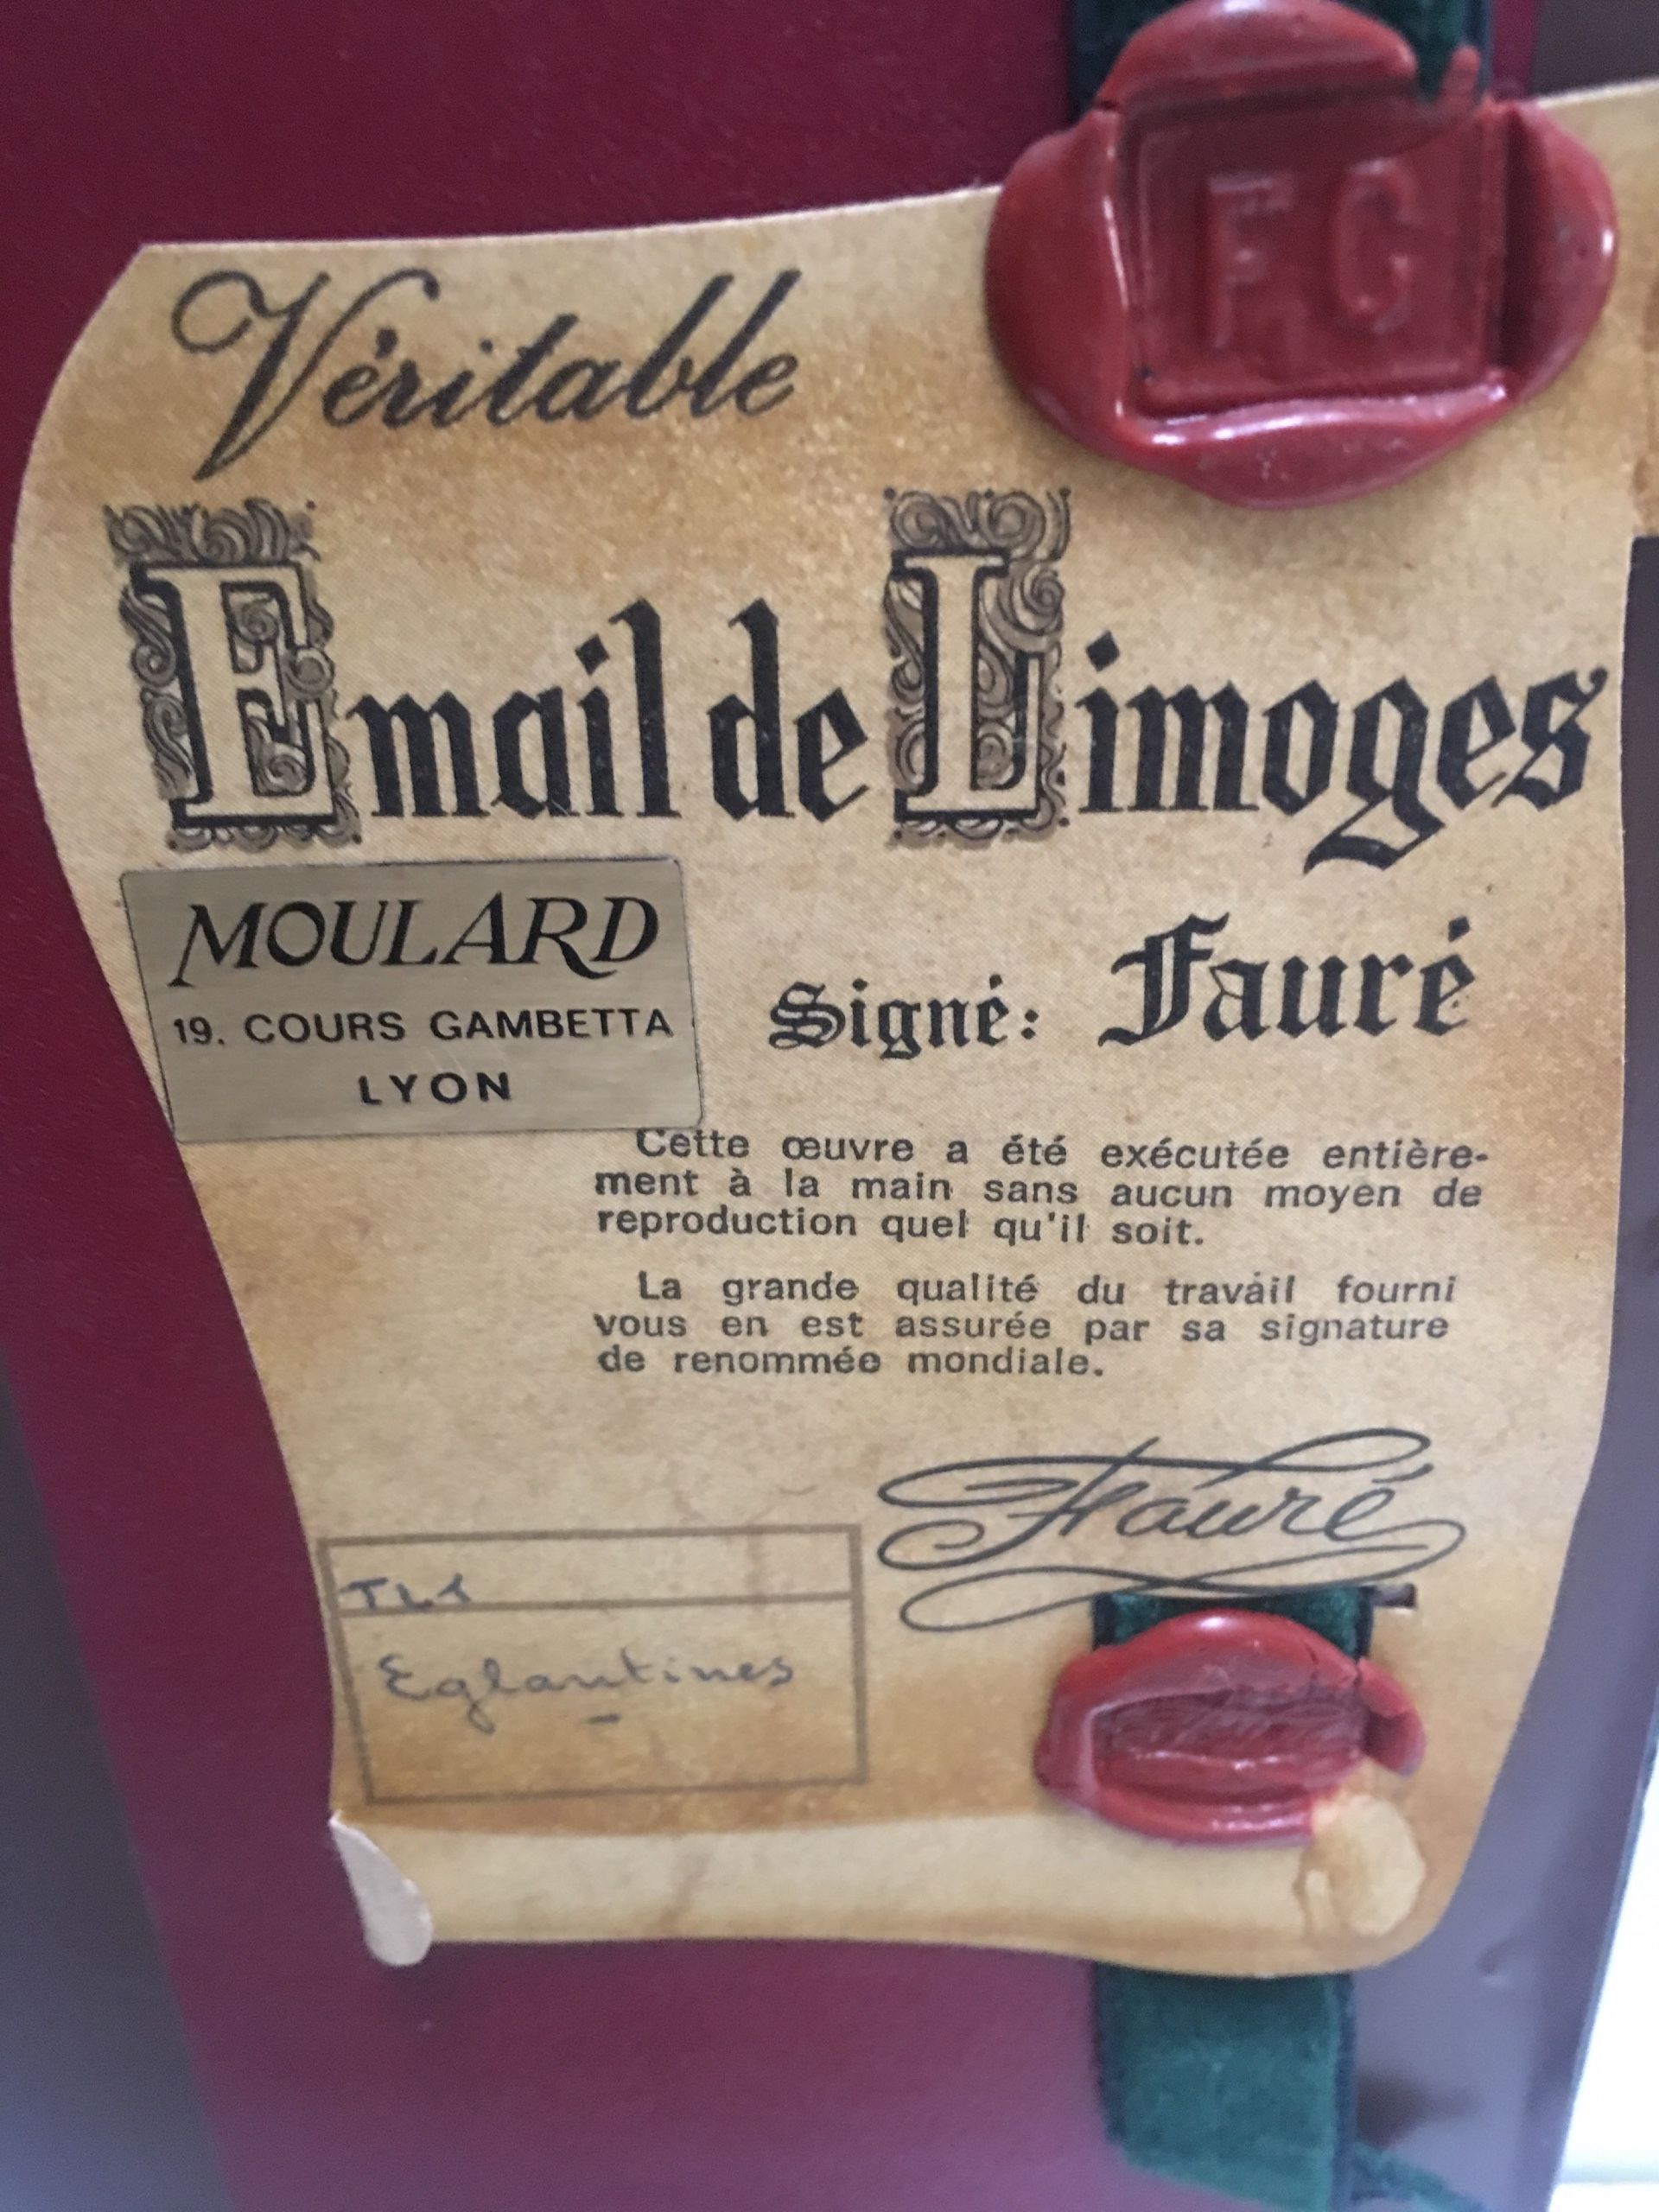 FG
Véritable
Email de Limoges
MOULARD
19. COURS GAMBETTA
LYON
Signé: Fauré
Cette œuvre a été exécutée entière-
ment à la main sans aucun moyen de
reproduction quel qu'il soit.
La grande qualité du travail fourni
vous en est assurée par sa signature
de renommée mondiale.
Fauré
TLT
Eglantines